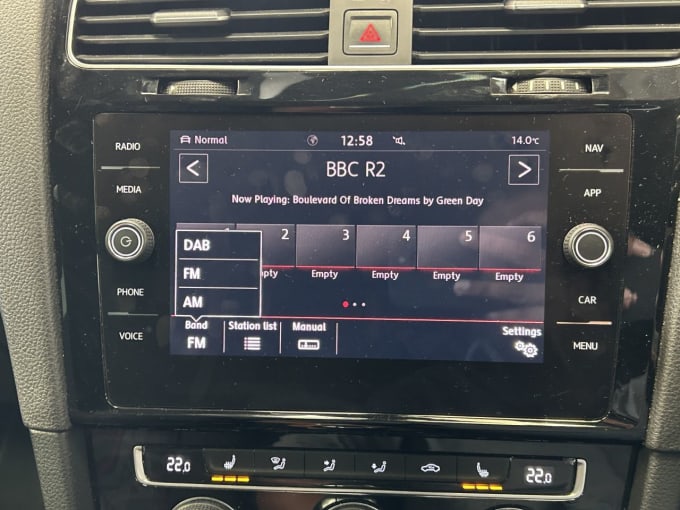 RADIO
MEDIA
PHONE
VOICE
NAV
APP
CAR
MENU
Normal 12:58 14.0°C
< BBC R2 >
Now Playing: Boulevard Of Broken Dreams by Green Day
2 3 4 5 6
Empty Empty Empty Empty
DAB
FM
AM
Band Station list Manual Settings
FM
22.0 22.0